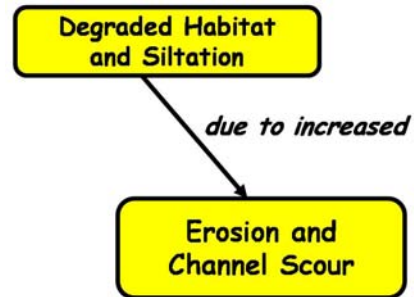 Degraded Habitat
and Siltation
due to increased
Erosion and
Channel Scour